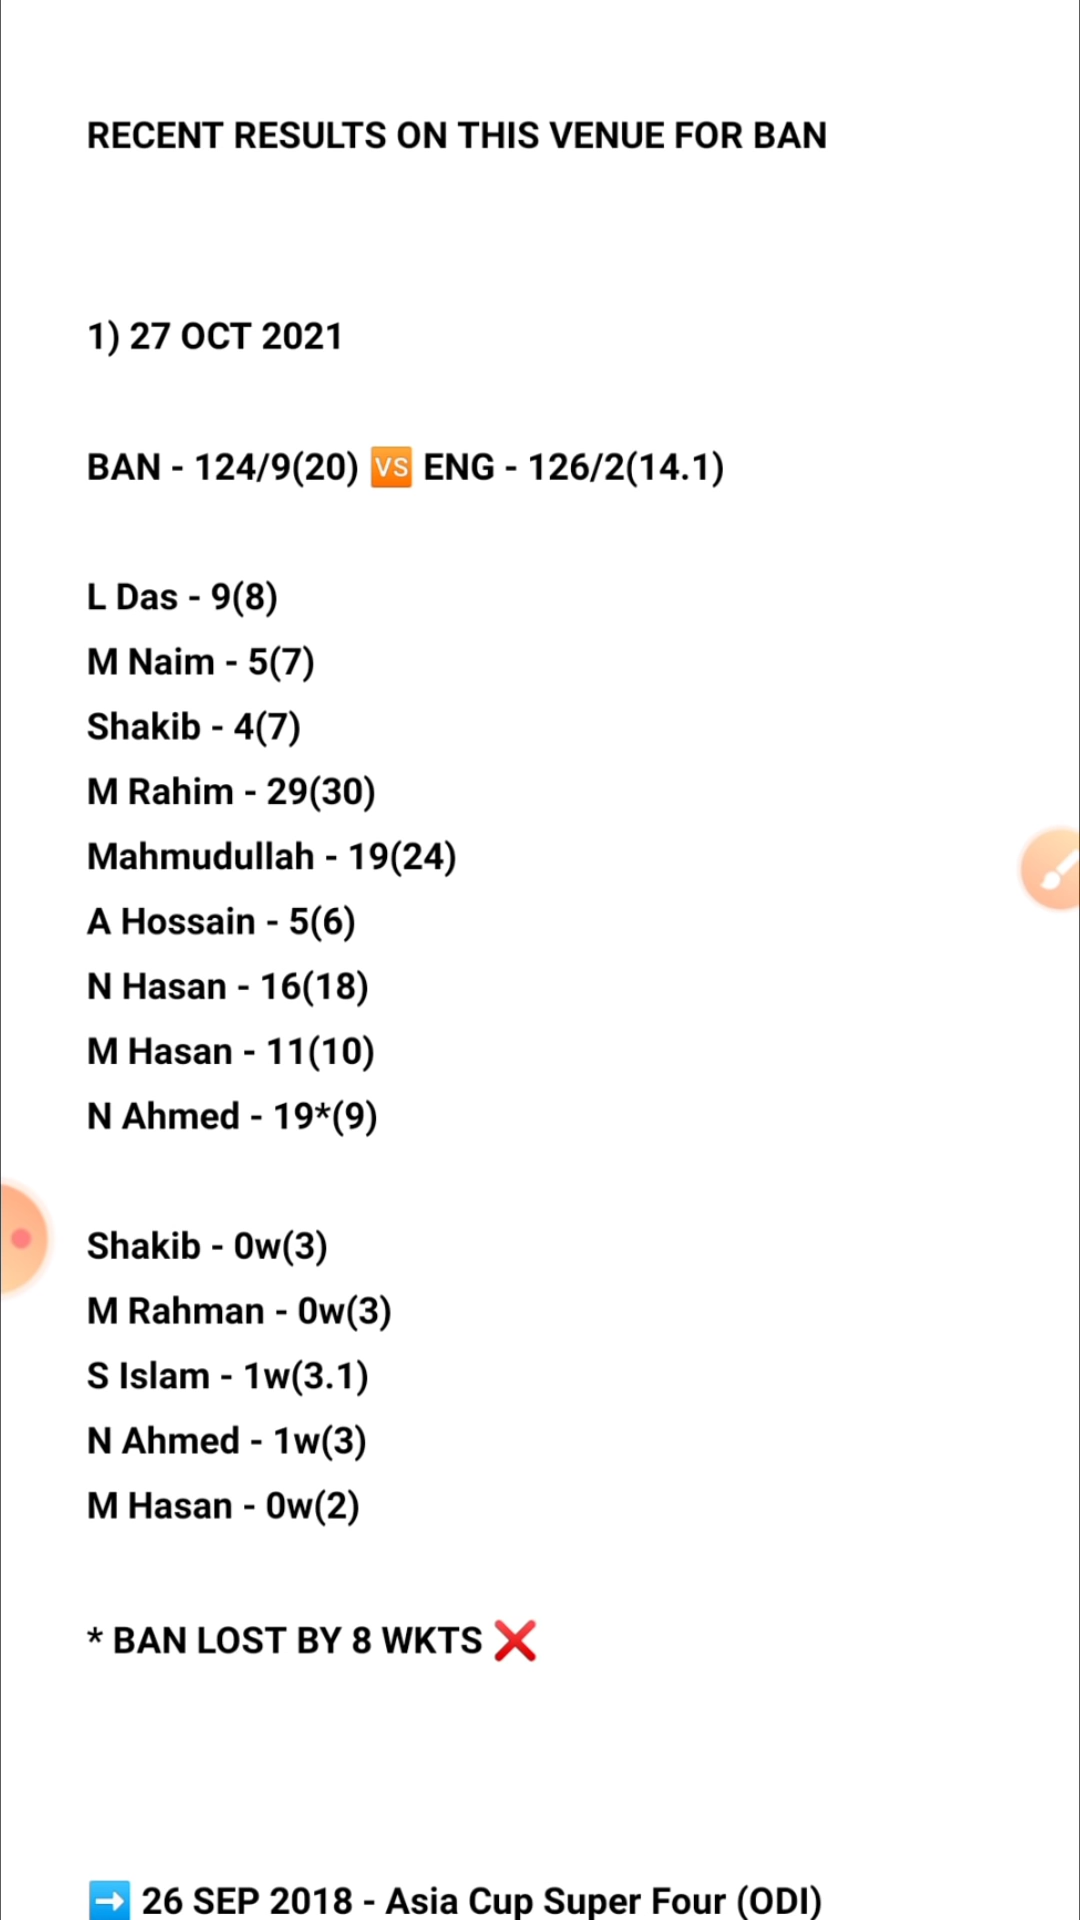 RECENT RESULTS ON THIS VENUE FOR BAN
1) 27 OCT 2021
BAN - 124/9(20) 🆚 ENG - 126/2(14.1)
L Das - 9(8)
M Naim - 5(7)
Shakib - 4(7)
M Rahim - 29(30)
Mahmudullah - 19(24)
A Hossain - 5(6)
N Hasan - 16(18)
M Hasan - 11(10)
N Ahmed - 19*(9)
Shakib - 0w(3)
M Rahman - 0w(3)
S Islam - 1w(3.1)
N Ahmed - 1w(3)
M Hasan - 0w(2)
* BAN LOST BY 8 WKTS ❌
➡️ 26 SEP 2018 - Asia Cup Super Four (ODI)